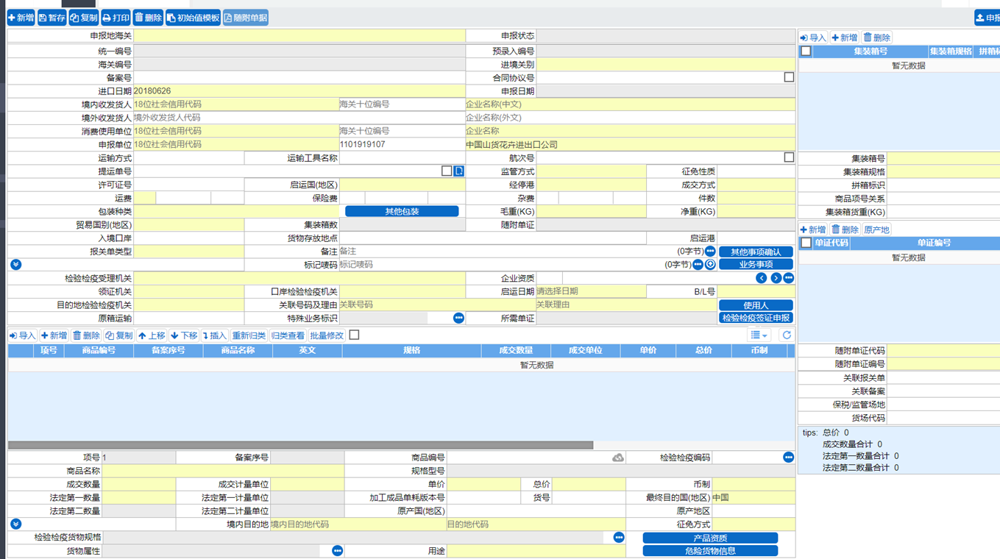 新增 暂存 复制 打印 删除 初始值模板 随附单据 申报
申报地海关 申报状态
统一编号 预录入编号
海关编号 进境关别
备案号 合同协议号
进口日期 20180626 申报日期
境内收发货人 18位社会信用代码 海关十位编号 企业名称(中文)
境外收发货人 境外收发货人代码 企业名称(外文)
消费使用单位 18位社会信用代码 海关十位编号 企业名称
申报单位 18位社会信用代码 1101919107 中国山货花卉进出口公司
运输方式 运输工具名称 航次号
提运单号 监管方式 征免性质
许可证号 启运国(地区) 经停港 成交方式
运费 保险费 杂费 件数
包装种类 其他包装 毛重(KG) 净重(KG)
贸易国别(地区) 集装箱数 随附单证
入境口岸 货物存放地点 启运港
报关单类型 备注 备注 (0字节) 其他事项确认
标记唛码 标记唛码 (0字节) 业务事项
检验检疫受理机关 企业资质
领证机关 口岸检验检疫机关 启运日期 请选择日期 B/L号
目的地检验检疫机关 关联号码及理由 关联号码 关联理由 使用人
原箱运输 特殊业务标识 所需单证 检验检疫签证申报
导入 新增 删除 复制 上移 下移 插入 重新归类 归类查看 批量修改
项号 商品编号 备案序号 商品名称 英文 规格 成交数量 成交单位 单价 总价 币制
暂无数据
项号 1 备案序号 商品编号 检验检疫编码
商品名称 规格型号
成交数量 成交计量单位 单价 总价 币制
法定第一数量 法定第一计量单位 加工成品单耗版本号 货号 最终目的国(地区) 中国
法定第二数量 法定第二计量单位 原产国(地区) 原产地区
境内目的地 境内目的地代码 目的地代码 征免方式
检验检疫货物规格 产品资质
货物属性 用途 危险货物信息
导入 新增 删除
集装箱号 集装箱规格 拼箱标
暂无数据
集装箱号
集装箱规格
拼箱标识
商品项号关系
集装箱货重(KG)
新增 删除 原产地
单证代码 单证编号
暂无数据
随附单证代码
随附单证编号
关联报关单
关联备案
保税/监管场地
货场代码
tips: 总价 0
成交数量合计 0
法定第一数量合计 0
法定第二数量合计 0